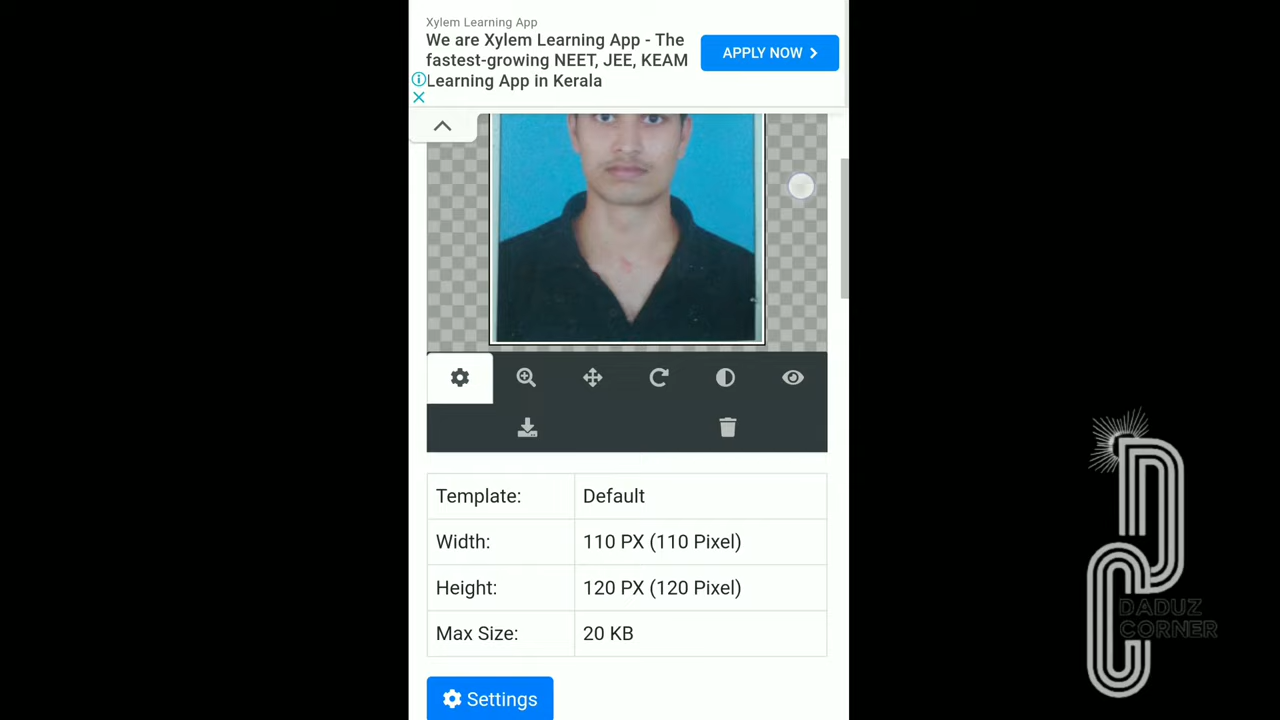 Xylem Learning App
We are Xylem Learning App - The
fastest-growing NEET, JEE, KEAM
Learning App in Kerala
APPLY NOW
Template: Default
Width: 110 PX (110 Pixel)
Height: 120 PX (120 Pixel)
Max Size: 20 KB
Settings
DADUZ
CORNER